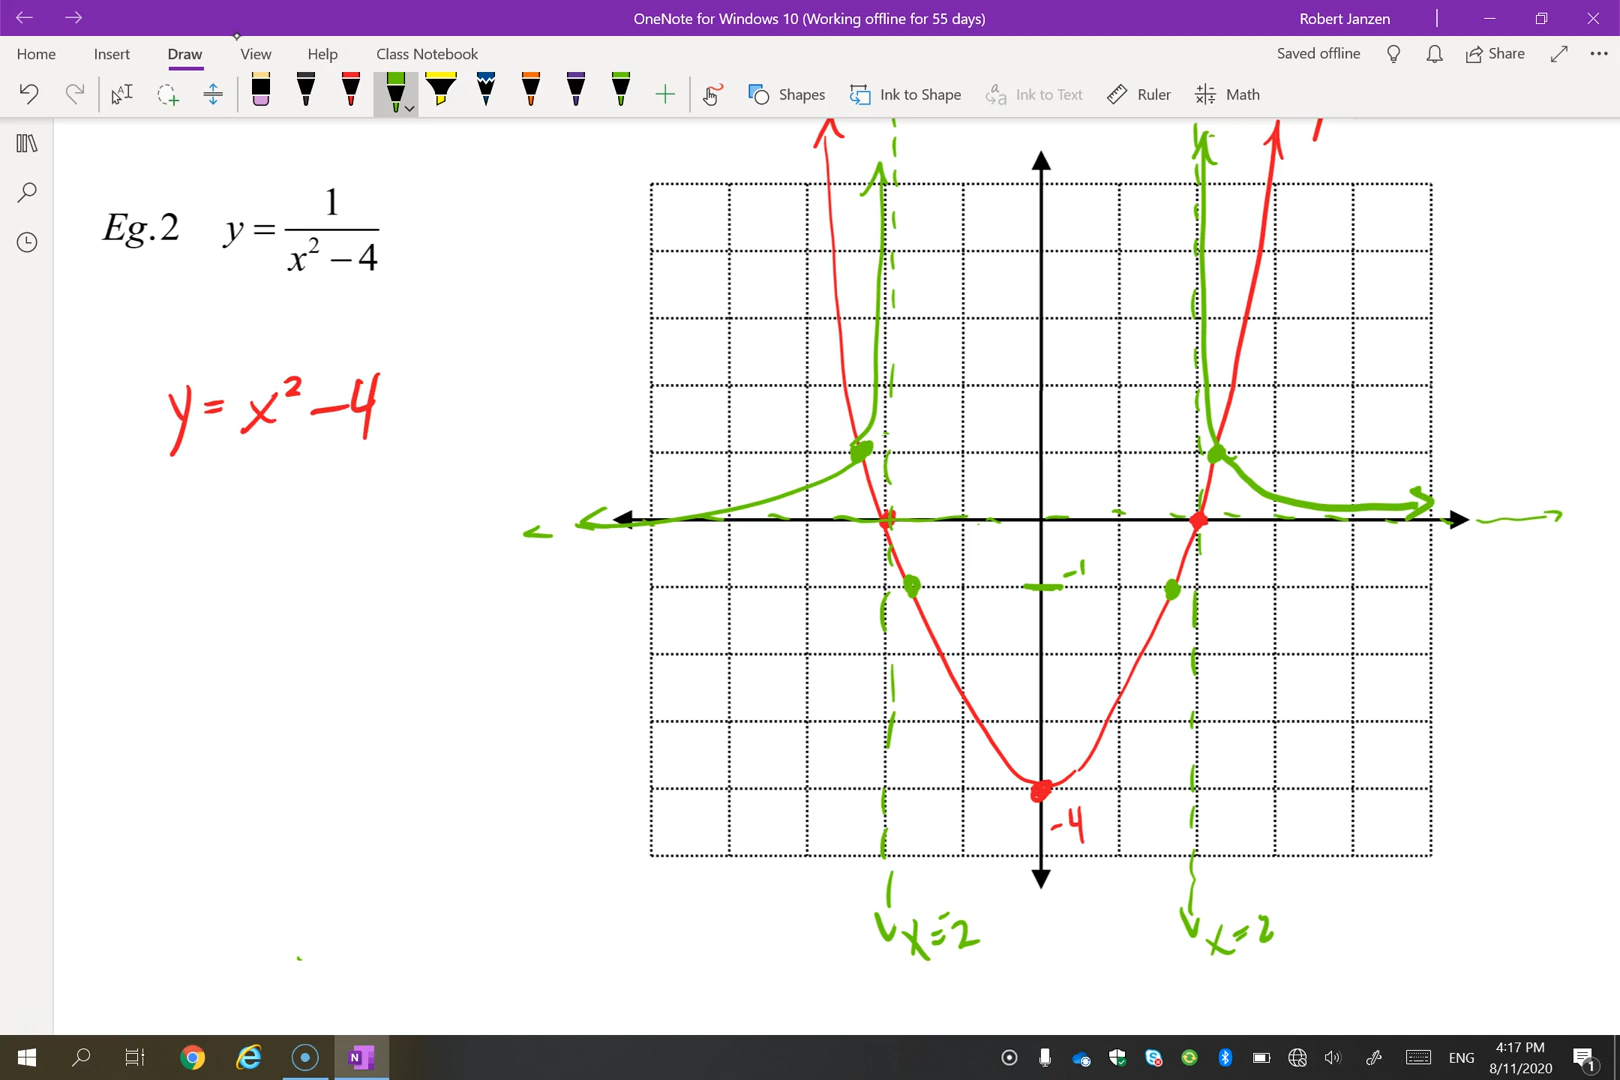 OneNote for Windows 10 (Working offline for 55 days)
Robert Janzen
Home Insert Draw View Help Class Notebook
Saved offline
Share
Shapes
Ink to Shape
Ink to Text
Ruler
Math
Eg.2 y = 1 / x² – 4
y = x² – 4
-1
-4
x = -2
x = 2
ENG
4:17 PM
8/11/2020
1